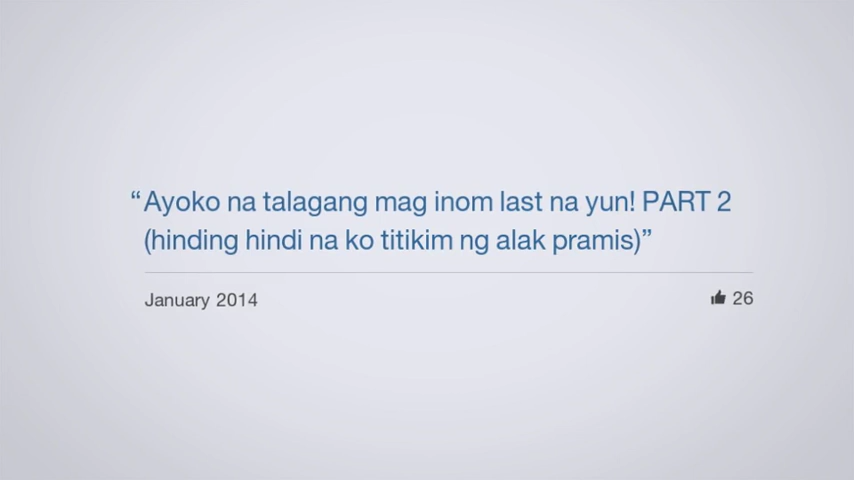 “Ayoko na talagang mag inom last na yun! PART 2
(hinding hindi na ko titikim ng alak pramis)”
January 2014
26